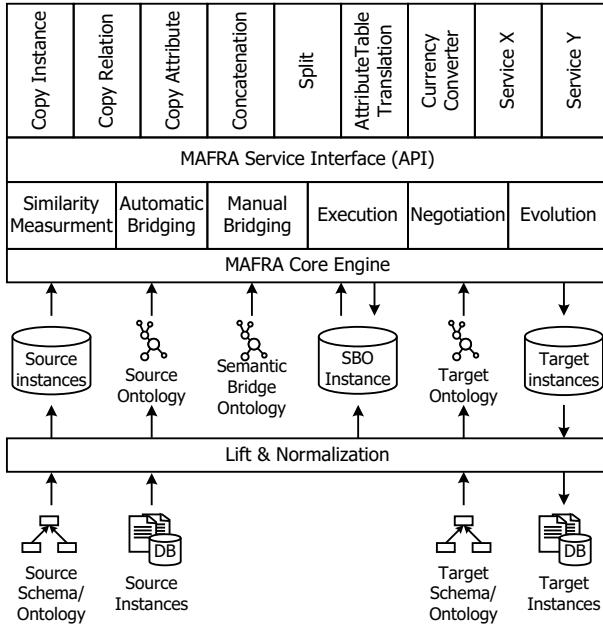 Copy Instance
Copy Relation
Copy Attribute
Concatenation
Split
AttributeTable
Translation
Currency
Converter
Service X
Service Y
MAFRA Service Interface (API)
Similarity
Measurment
Automatic
Bridging
Manual
Bridging
Execution
Negotiation
Evolution
MAFRA Core Engine
Source
instances
Source
Ontology
Semantic
Bridge
Ontology
SBO
Instance
Target
Ontology
Target
instances
Lift & Normalization
Source
Schema/
Ontology
DB
Source
Instances
Target
Schema/
Ontology
DB
Target
Instances